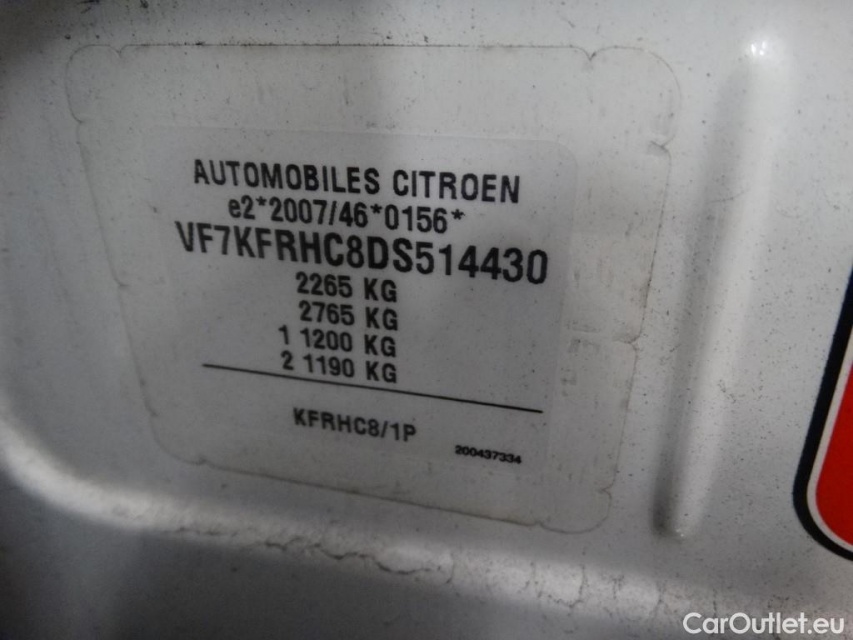 AUTOMOBILES CITROEN
e2*2007/46*0156*
VF7KFRHC8DS514430
2265 KG
2765 KG
1 1200 KG
2 1190 KG
KFRHC8/1P
200437334
CarOutlet.eu